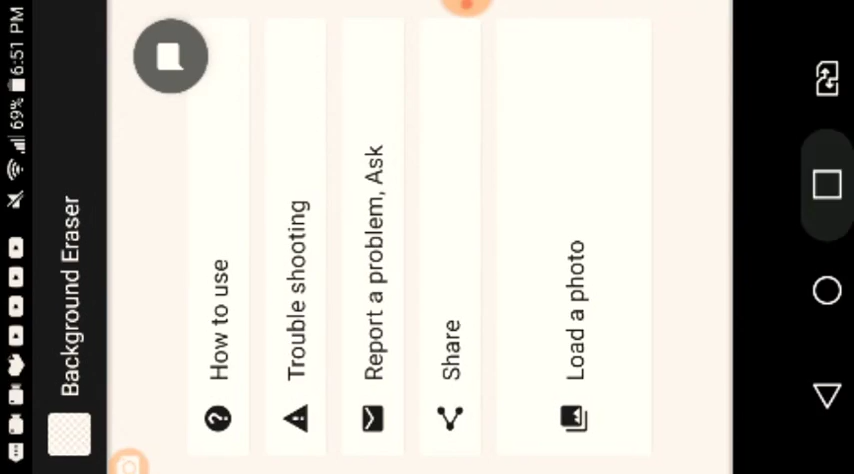 69% 6:51 PM
Background Eraser
How to use
Trouble shooting
Report a problem, Ask
Share
Load a photo